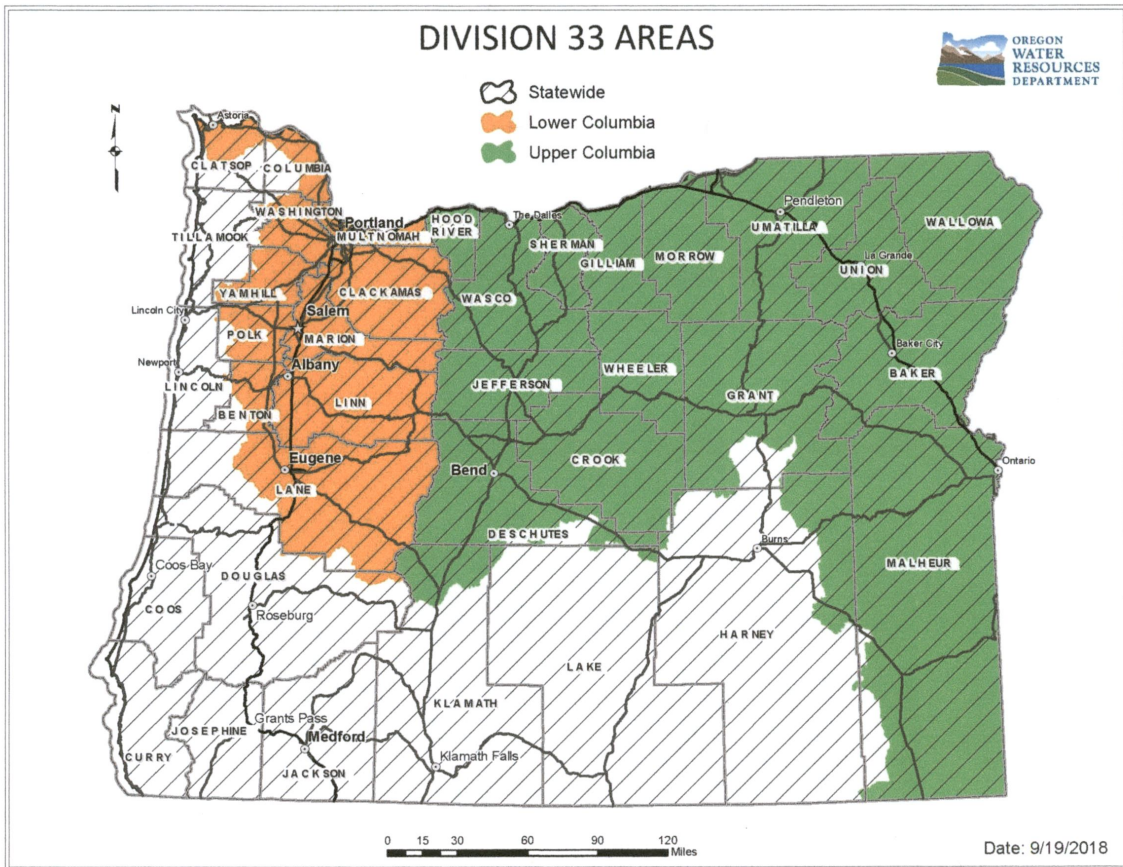 DIVISION 33 AREAS
OREGON
WATER
RESOURCES
DEPARTMENT
Statewide
Lower Columbia
Upper Columbia
N
Astoria
CLATSOP
COLUMBIA
WASHINGTON
Portland
HOOD
RIVER
The Dalles
Pendleton
WALLOWA
TILLAMOOK
MULTNOMAH
SHERMAN
UMATILLA
GILLIAM
MORROW
La Grande
UNION
YAMHILL
CLACKAMAS
WASCO
Lincoln City
Salem
POLK
MARION
Baker City
Newport
Albany
WHEELER
BAKER
LINCOLN
JEFFERSON
LINN
GRANT
BENTON
Eugene
Bend
CROOK
Ontario
LANE
DESCHUTES
Burns
MALHEUR
Coos Bay
DOUGLAS
COOS
Roseburg
HARNEY
LAKE
KLAMATH
Grants Pass
JOSEPHINE
Medford
CURRY
Klamath Falls
JACKSON
0 15 30 60 90 120
Miles
Date: 9/19/2018